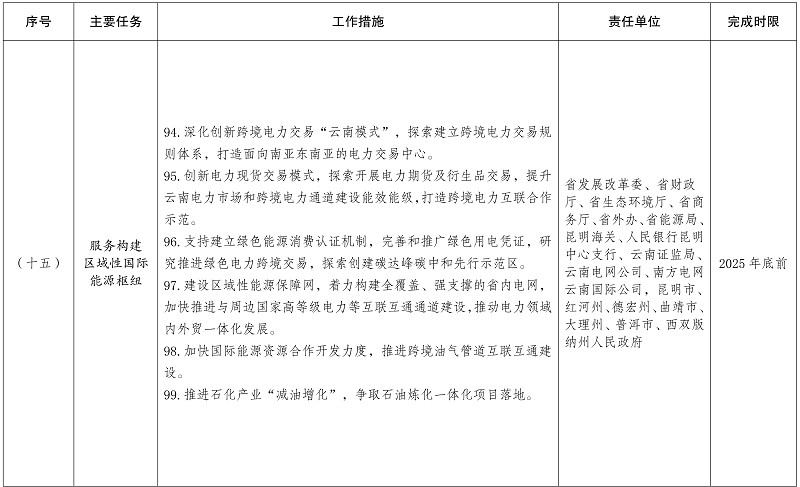 序号 主要任务 工作措施 责任单位 完成时限
（十五）
服务构建
区域性国际
能源枢纽
94.深化创新跨境电力交易“云南模式”，探索建立跨境电力交易规
则体系，打造面向南亚东南亚的电力交易中心。
95.创新电力现货交易模式，探索开展电力期货及衍生品交易，提升
云南电力市场和跨境电力通道建设能效能级，打造跨境电力互联合作
示范。
96.支持建立绿色能源消费认证机制，完善和推广绿色用电凭证，研
究推进绿色电力跨境交易，探索创建碳达峰碳中和先行示范区。
97.建设区域性能源保障网，着力构建全覆盖、强支撑的省内电网，
加快推进与周边国家高等级电力等互联互通通道建设，推动电力领域
内外贸一体化发展。
98.加快国际能源资源合作开发力度，推进跨境油气管道互联互通建
设。
99.推进石化产业“减油增化”，争取石油炼化一体化项目落地。
省发展改革委、省财政
厅、省生态环境厅、省商
务厅、省外办、省能源局、
昆明海关、人民银行昆明
中心支行、云南证监局、
云南电网公司、南方电网
云南国际公司，昆明市、
红河州、德宏州、曲靖市、
大理州、普洱市、西双版
纳州人民政府
2025 年底前